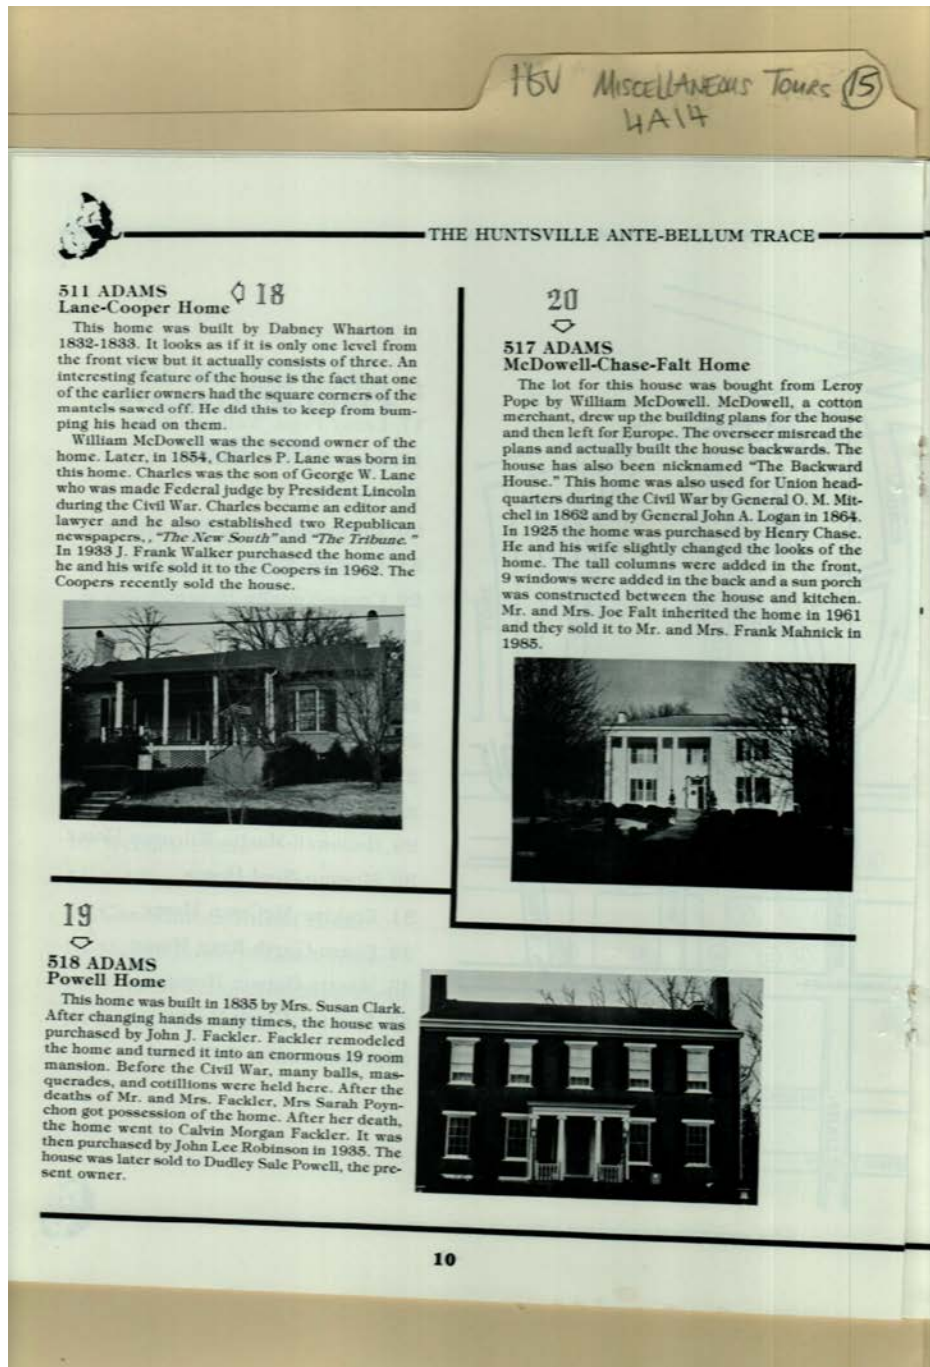 HSV MISCELLANEOUS TOURS 15
4A14
THE HUNTSVILLE ANTE-BELLUM TRACE
511 ADAMS 18
Lane-Cooper Home
This home was built by Dabney Wharton in
1832-1833. It looks as if it is only one level from
the front view but it actually consists of three. An
interesting feature of the house is the fact that one
of the earlier owners had the square corners of the
mantels sawed off. He did this to keep from bum-
ping his head on them.
William McDowell was the second owner of the
home. Later, in 1854, Charles P. Lane was born in
this home. Charles was the son of George W. Lane
who was made Federal judge by President Lincoln
during the Civil War. Charles became an editor and
lawyer and he also established two Republican
newspapers,, "The New South" and "The Tribune."
In 1933 J. Frank Walker purchased the home and
he and his wife sold it to the Coopers in 1962. The
Coopers recently sold the house.
19
518 ADAMS
Powell Home
This home was built in 1835 by Mrs. Susan Clark.
After changing hands many times, the house was
purchased by John J. Fackler. Fackler remodeled
the home and turned it into an enormous 19 room
mansion. Before the Civil War, many balls, mas-
querades, and cotillions were held here. After the
deaths of Mr. and Mrs. Fackler, Mrs Sarah Poyn-
chon got possession of the home. After her death,
the home went to Calvin Morgan Fackler. It was
then purchased by John Lee Robinson in 1935. The
house was later sold to Dudley Sale Powell, the pre-
sent owner.
20
517 ADAMS
McDowell-Chase-Falt Home
The lot for this house was bought from Leroy
Pope by William McDowell. McDowell, a cotton
merchant, drew up the building plans for the house
and then left for Europe. The overseer misread the
plans and actually built the house backwards. The
house has also been nicknamed "The Backward
House." This home was also used for Union head-
quarters during the Civil War by General O. M. Mit-
chel in 1862 and by General John A. Logan in 1864.
In 1925 the home was purchased by Henry Chase.
He and his wife slightly changed the looks of the
home. The tall columns were added in the front,
9 windows were added in the back and a sun porch
was constructed between the house and kitchen.
Mr. and Mrs. Joe Falt inherited the home in 1961
and they sold it to Mr. and Mrs. Frank Mahnick in
1985.
10